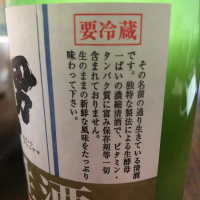 要冷蔵
その名前の通り生きている清酒
です。独特な製法による生酵母
一ぱいの濃縮清酒で、ビタミン・
タンパク質に富み保存剤等一切
含まれておりません。
生のままの新鮮な風味をたっぷり
味わって下さい。
酒